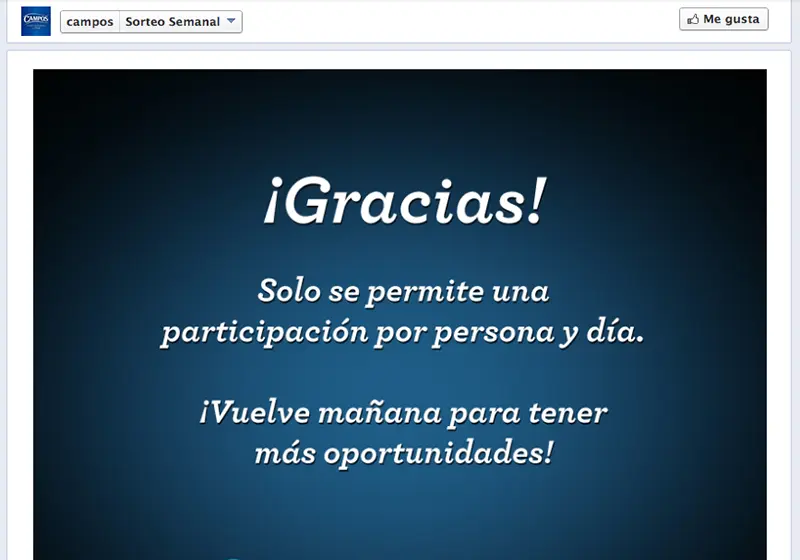 CAMPOS
campos Sorteo Semanal
Me gusta
¡Gracias!
Solo se permite una
participación por persona y día.
¡Vuelve mañana para tener
más oportunidades!